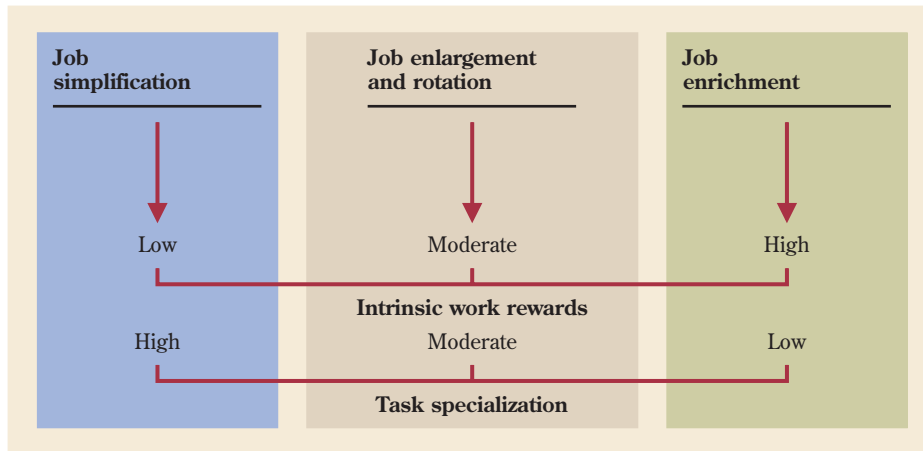 Job
simplification
Job enlargement
and rotation
Job
enrichment
Low
Moderate
High
Intrinsic work rewards
High
Moderate
Low
Task specialization